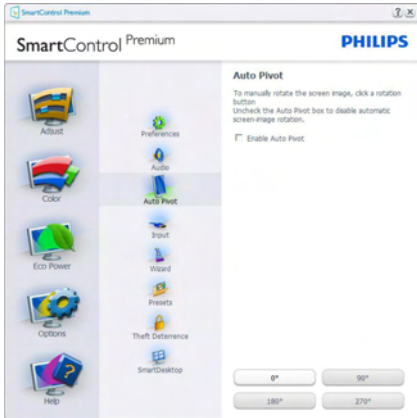 SmartControl Premium
? ×
SmartControl Premium
PHILIPS
Adjust
Color
Eco Power
Options
Help
Preferences
Audio
Auto Pivot
Input
Wizard
Presets
Theft Deterrence
SmartDesktop
Auto Pivot
To manually rotate the screen image, click a rotation
button
Uncheck the Auto Pivot box to disable automatic
screen-image rotation.
Enable Auto Pivot
0°
90°
180°
270°